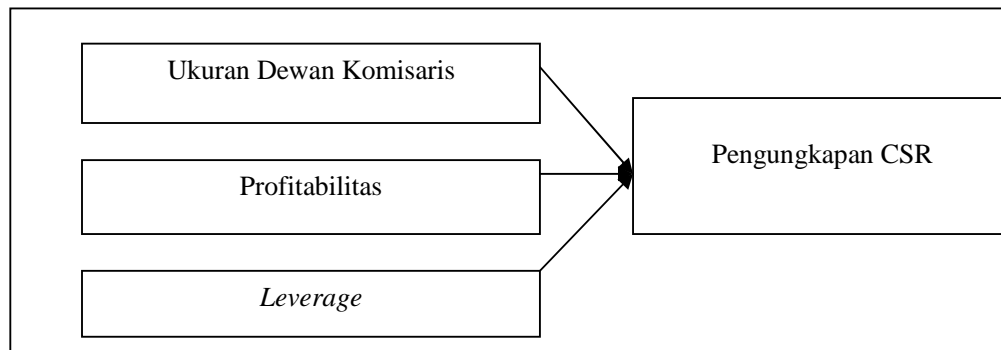 Ukuran Dewan Komisaris
Pengungkapan CSR
Profitabilitas
Leverage